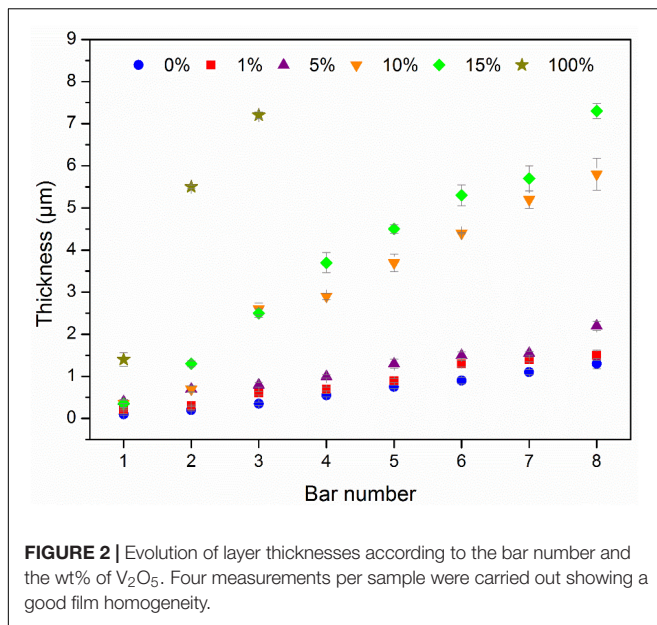 9
8
7
6
5
4
3
2
1
0
0% 1% 5% 10% 15% 100%
Thickness (µm)
1 2 3 4 5 6 7 8
Bar number
FIGURE 2 | Evolution of layer thicknesses according to the bar number and
the wt% of V₂O₅. Four measurements per sample were carried out showing a
good film homogeneity.